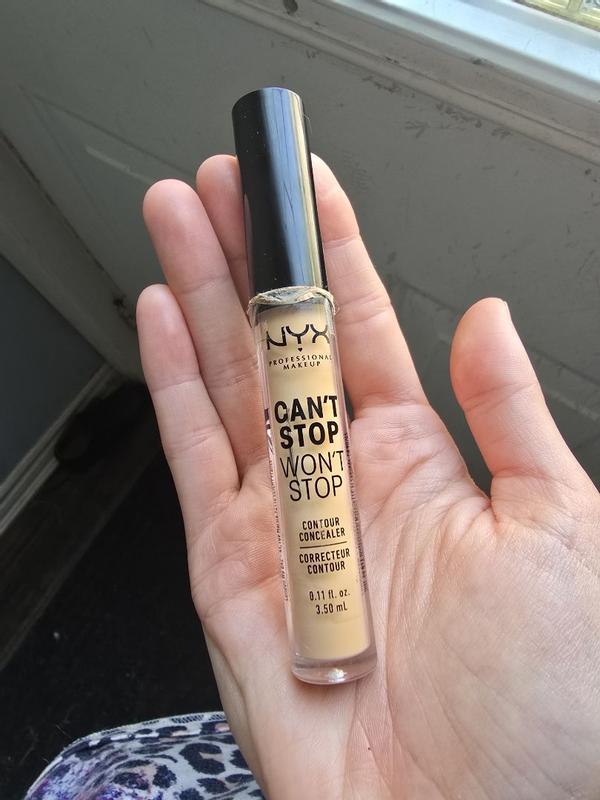 NYX
PROFESSIONAL
MAKEUP
CAN'T
STOP
WON'T
STOP
CONTOUR
CONCEALER
CORRECTEUR
CONTOUR
0.11 fl. oz.
3.50 mL